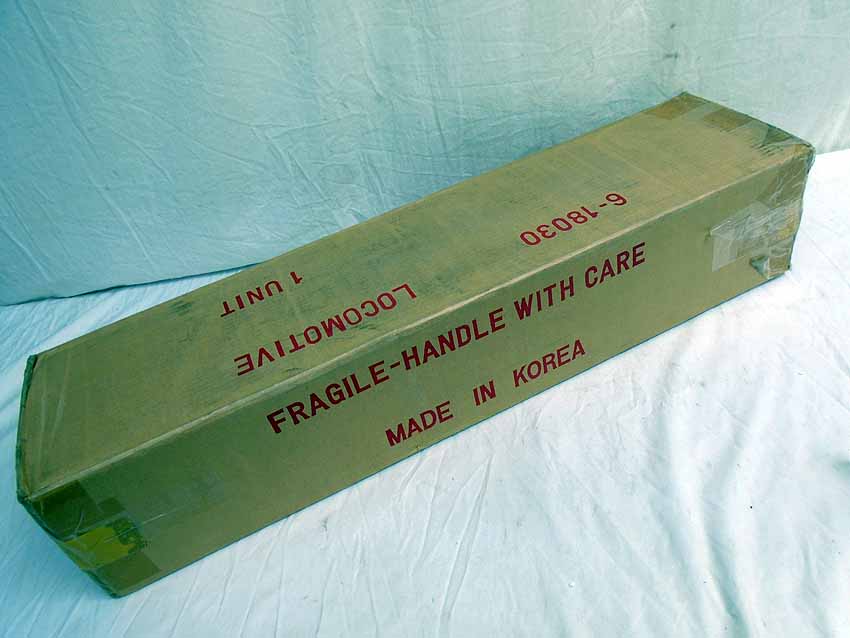 6-18030
LOCOMOTIVE
1 UNIT
FRAGILE-HANDLE WITH CARE
MADE IN KOREA